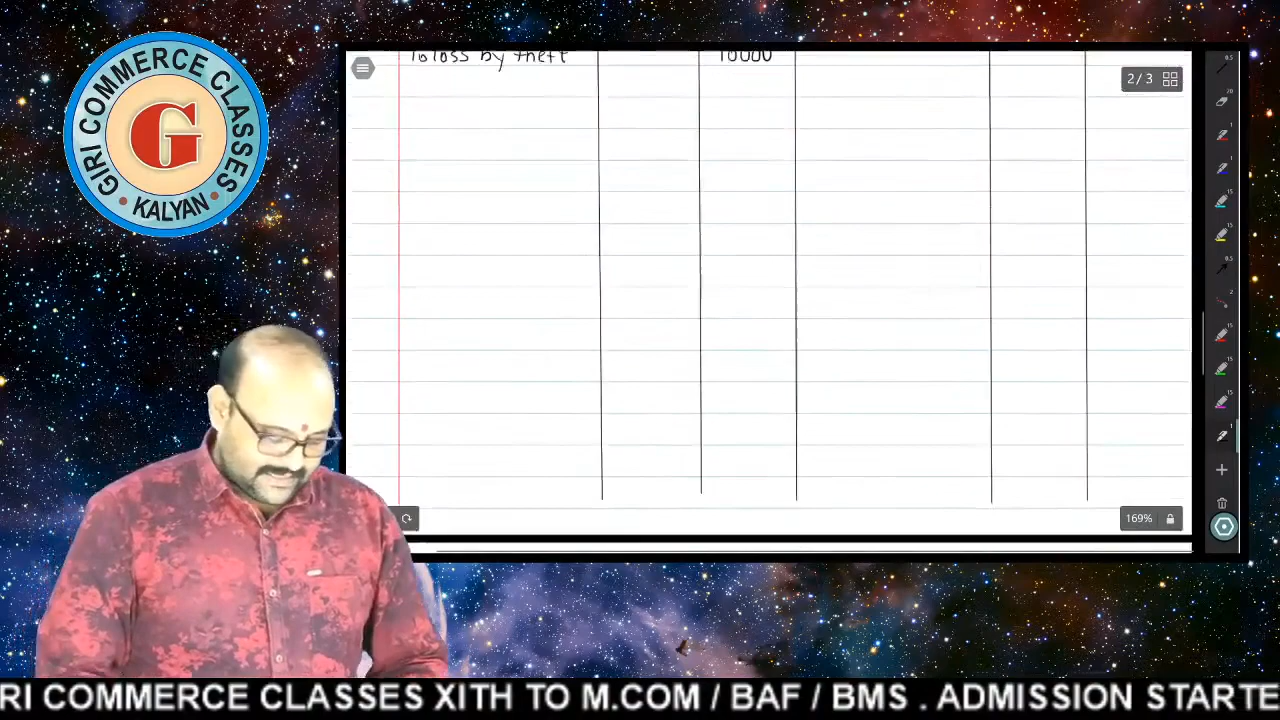 GIRI COMMERCE CLASSES
G
• KALYAN •
To loss by theft 10000
2/3
169%
RI COMMERCE CLASSES XITH TO M.COM / BAF / BMS . ADMISSION STARTE